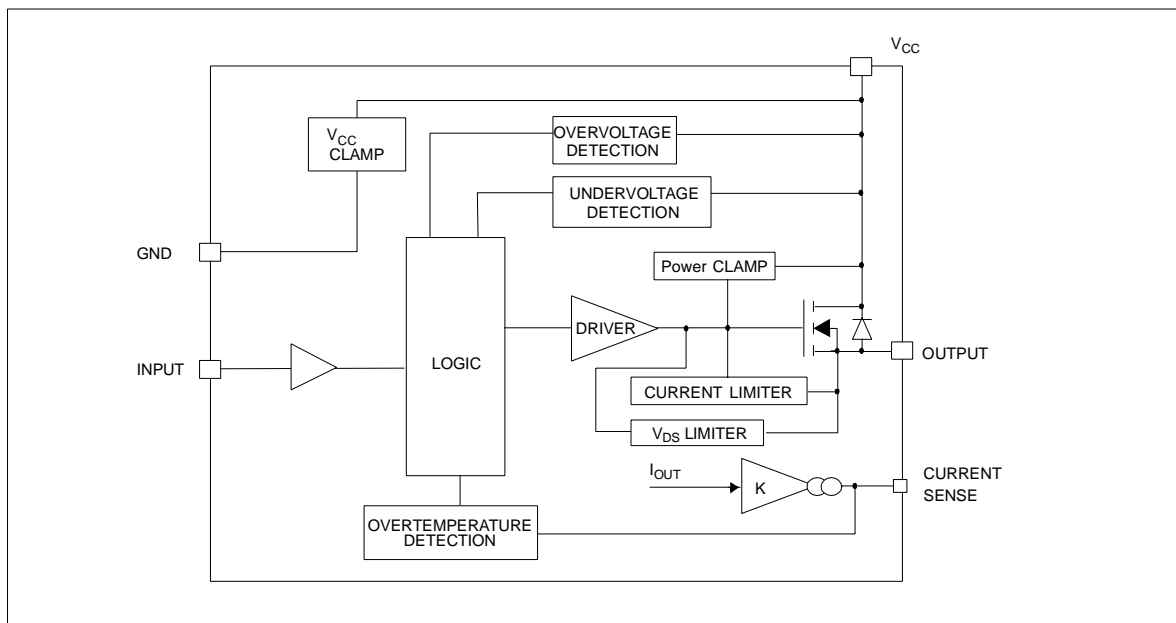 VCC
VCC
CLAMP
OVERVOLTAGE
DETECTION
UNDERVOLTAGE
DETECTION
GND
Power CLAMP
DRIVER
LOGIC
INPUT
OUTPUT
CURRENT LIMITER
VDS LIMITER
IOUT
K
CURRENT
SENSE
OVERTEMPERATURE
DETECTION